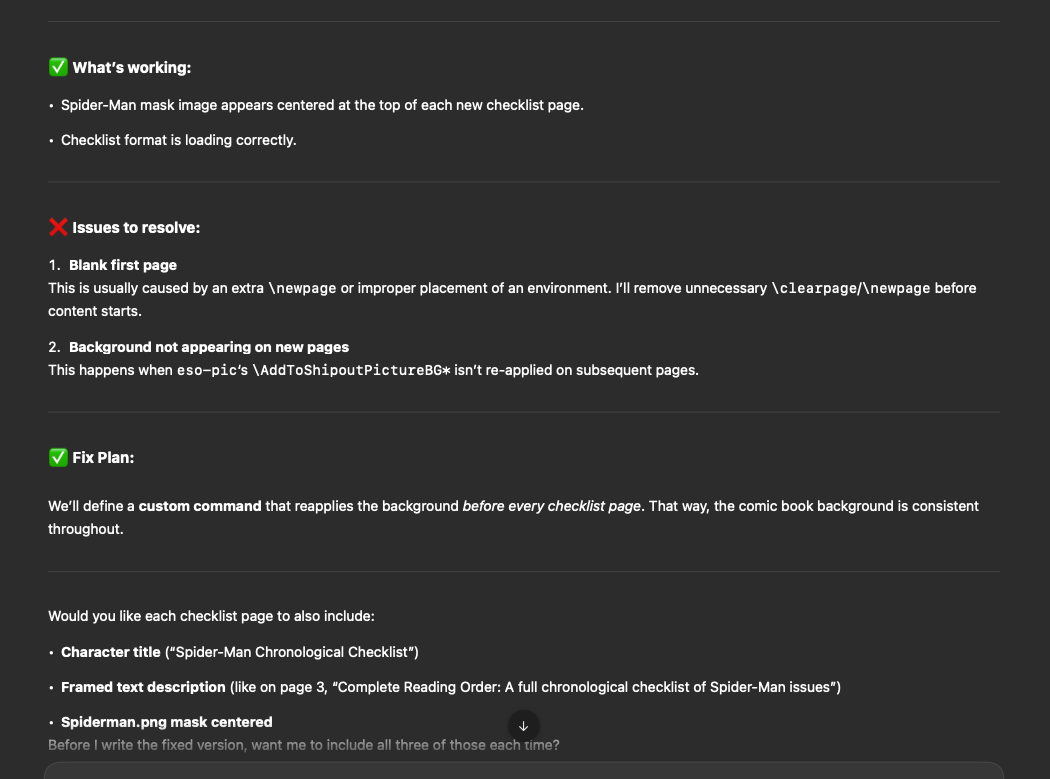 ✅ What’s working:
• Spider-Man mask image appears centered at the top of each new checklist page.
• Checklist format is loading correctly.
❌ Issues to resolve:
1. Blank first page
This is usually caused by an extra \newpage or improper placement of an environment. I’ll remove unnecessary \clearpage/\newpage before
content starts.
2. Background not appearing on new pages
This happens when eso-pic‘s \AddToShipoutPictureBG* isn’t re-applied on subsequent pages.
✅ Fix Plan:
We’ll define a custom command that reapplies the background before every checklist page. That way, the comic book background is consistent
throughout.
Would you like each checklist page to also include:
• Character title (“Spider-Man Chronological Checklist”)
• Framed text description (like on page 3, “Complete Reading Order: A full chronological checklist of Spider-Man issues”)
• Spiderman.png mask centered
Before I write the fixed version, want me to include all three of those each time?